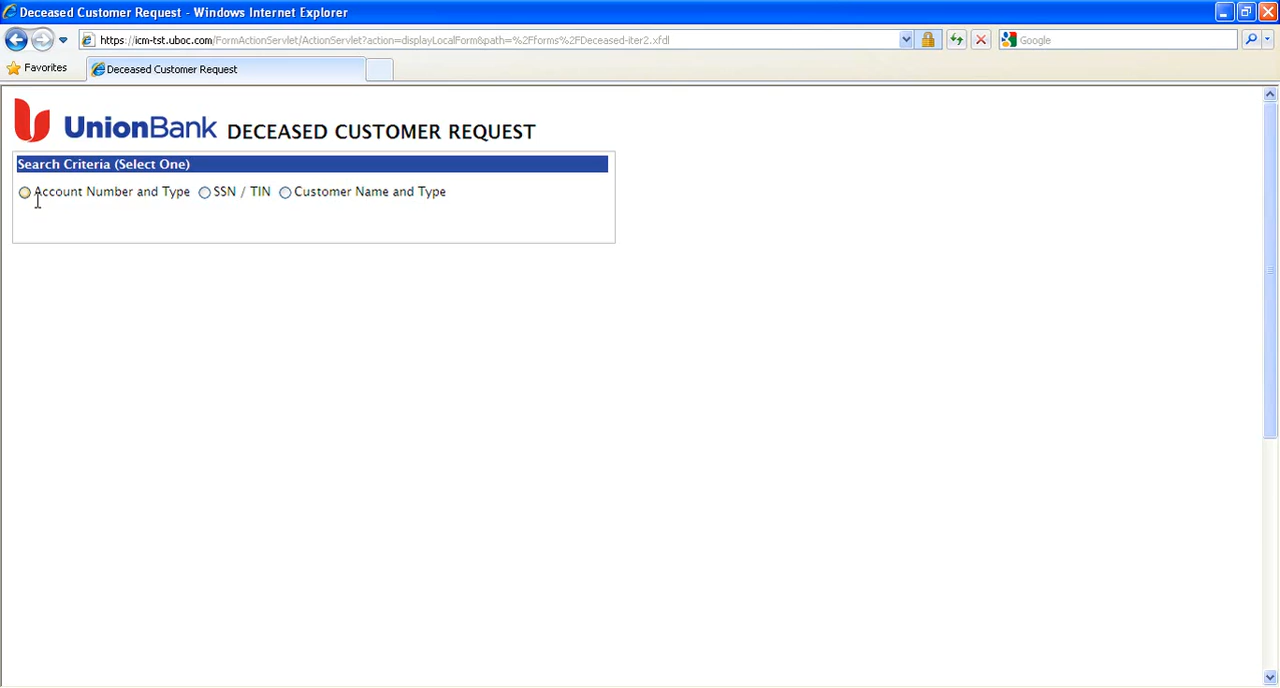 Deceased Customer Request - Windows Internet Explorer
https://icm-tst.uboc.com/FormActionServlet/ActionServlet?action=displayLocalForm&path=%2Fforms%2FDeceased-iter2.xfdl
Google
Favorites
Deceased Customer Request
UnionBank DECEASED CUSTOMER REQUEST
Search Criteria (Select One)
Account Number and Type SSN / TIN Customer Name and Type